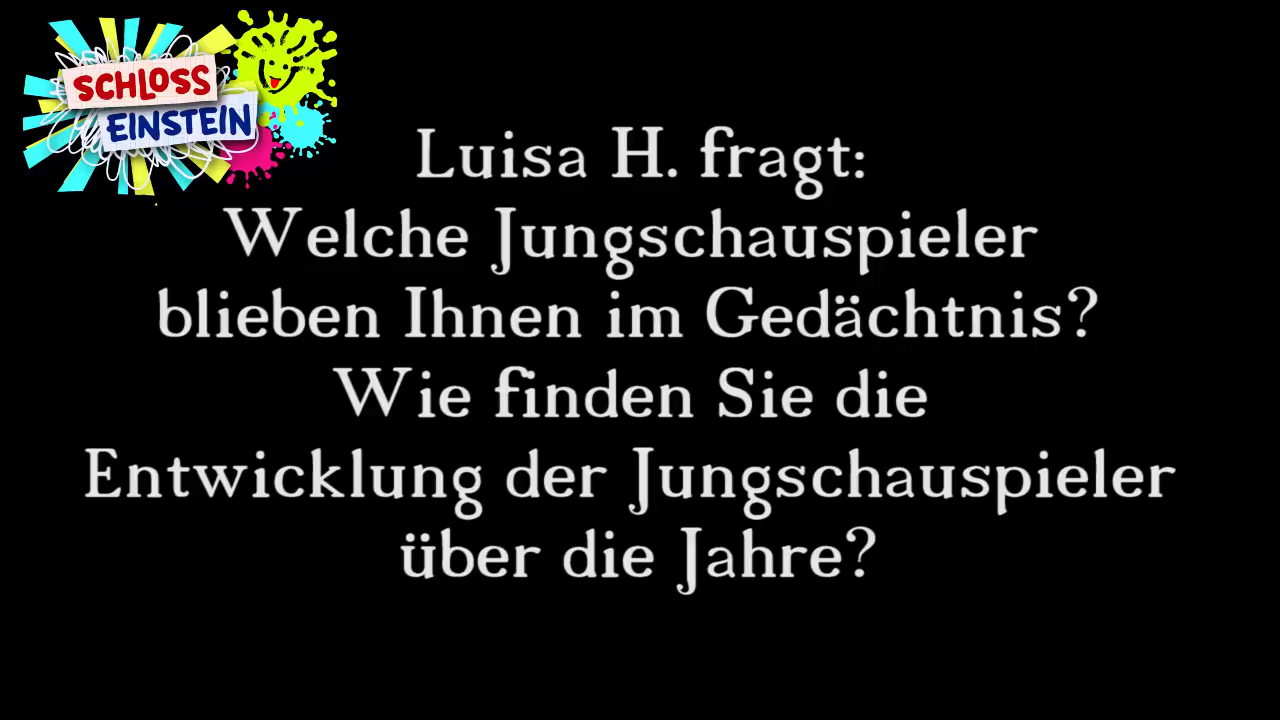 SCHLOSS
EINSTEIN
Luisa H. fragt:
Welche Jungschauspieler
blieben Ihnen im Gedächtnis?
Wie finden Sie die
Entwicklung der Jungschauspieler
über die Jahre?